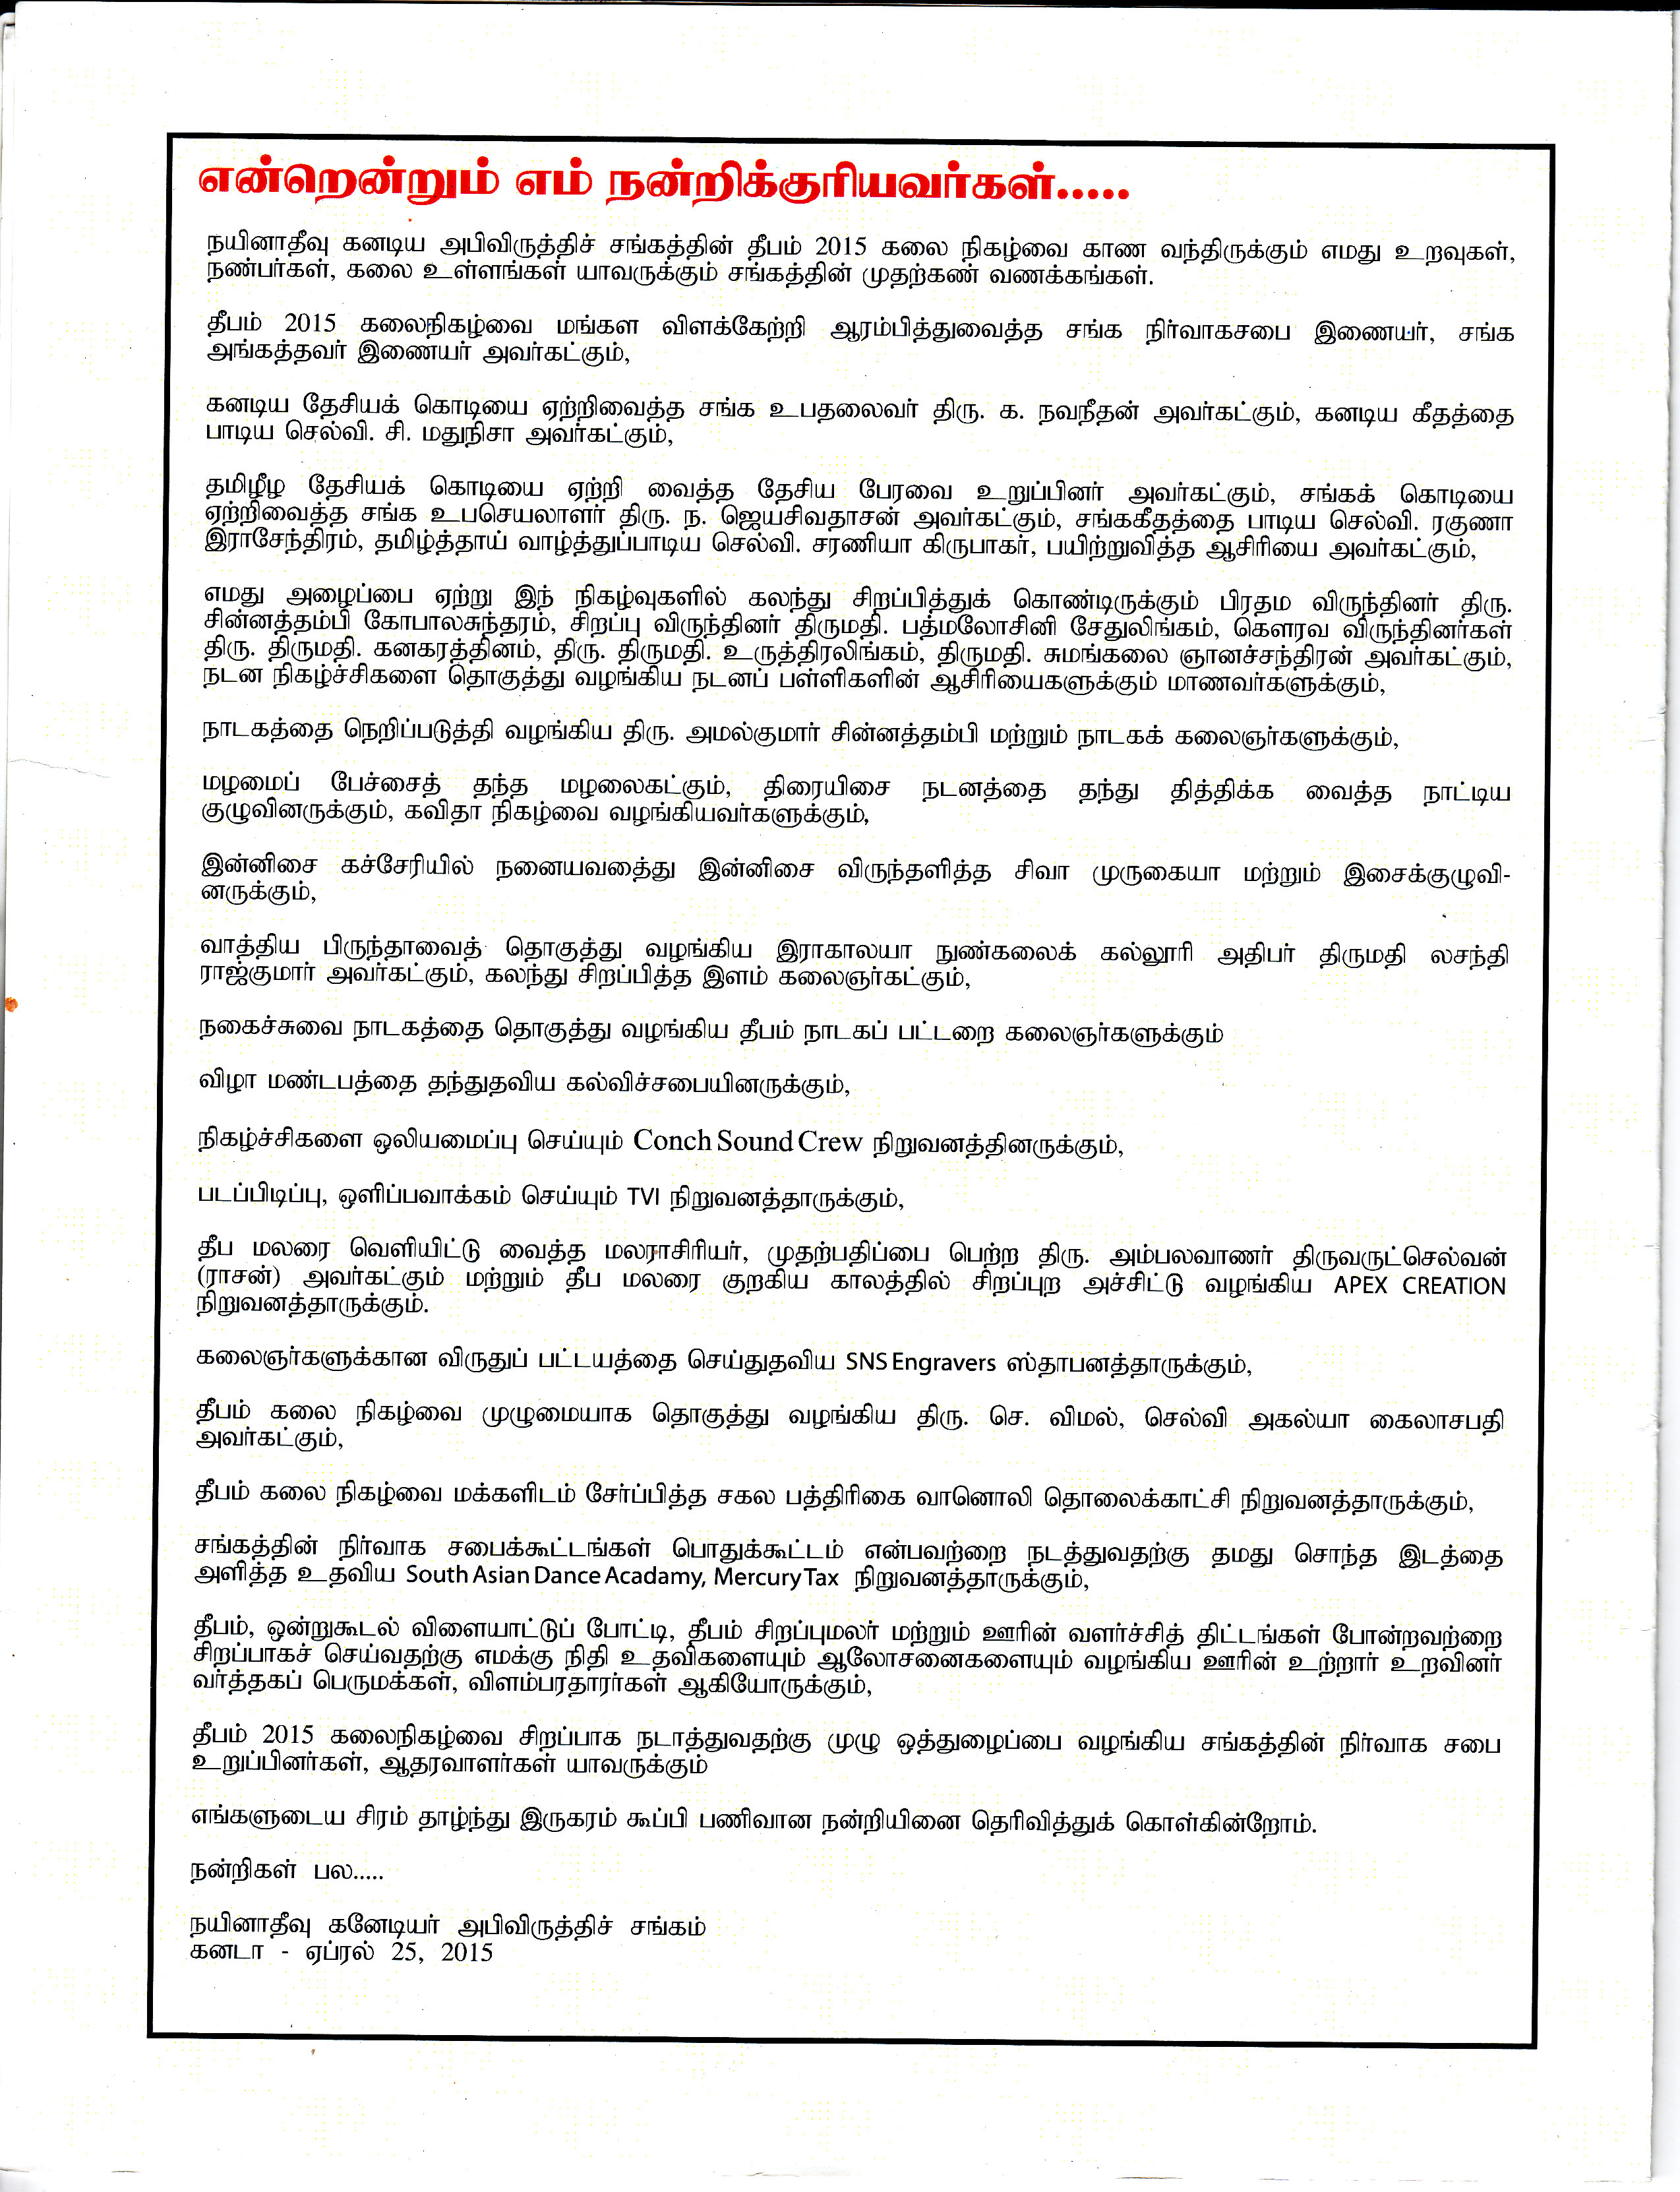 என்றென்றும் எம் நன்றிக்குரியவர்கள்.....
நயினாதீவு கனடிய அபிவிருத்திச் சங்கத்தின் தீபம் 2015 கலை நிகழ்வை காண வந்திருக்கும் எமது உறவுகள்,
நண்பர்கள், கலை உள்ளங்கள் யாவருக்கும் சங்கத்தின் முதற்கண் வணக்கங்கள்.
தீபம் 2015 கலைநிகழ்வை மங்கள விளக்கேற்றி ஆரம்பித்துவைத்த சங்க நிர்வாகசபை இணையர், சங்க
அங்கத்தவர் இணையர் அவர்கட்கும்,
கனடிய தேசியக் கொடியை ஏற்றிவைத்த சங்க உபதலைவர் திரு. க. நவநீதன் அவர்கட்கும், கனடிய கீதத்தை
பாடிய செல்வி. சி. மதுநிசா அவர்கட்கும்,
தமிழீழ தேசியக் கொடியை ஏற்றி வைத்த தேசிய பேரவை உறுப்பினர் அவர்கட்கும், சங்கக் கொடியை
ஏற்றிவைத்த சங்க உபசெயலாளர் திரு. ந. ஜெயசிவதாசன் அவர்கட்கும், சங்ககீதத்தை பாடிய செல்வி. ரகுணா
இராசேந்திரம், தமிழ்த்தாய் வாழ்த்துப்பாடிய செல்வி. சரணியா கிருபாகர், பயிற்றுவித்த ஆசிரியை அவர்கட்கும்,
எமது அழைப்பை ஏற்று இந் நிகழ்வுகளில் கலந்து சிறப்பித்துக் கொண்டிருக்கும் பிரதம விருந்தினர் திரு.
சின்னத்தம்பி கோபாலசுந்தரம், சிறப்பு விருந்தினர் திருமதி. பத்மலோசினி சேதுலிங்கம், கௌரவ விருந்தினர்கள்
திரு. திருமதி. கனகரத்தினம், திரு. திருமதி. உருத்திரலிங்கம், திருமதி. சுமங்கலை ஞானச்சந்திரன் அவர்கட்கும்,
நடன நிகழ்ச்சிகளை தொகுத்து வழங்கிய நடனப் பள்ளிகளின் ஆசிரியைகளுக்கும் மாணவர்களுக்கும்,
நாடகத்தை நெறிப்படுத்தி வழங்கிய திரு. அமல்குமார் சின்னத்தம்பி மற்றும் நாடகக் கலைஞர்களுக்கும்,
மழமைப் பேச்சைத் தந்த மழலைகட்கும், திரையிசை நடனத்தை தந்து தித்திக்க வைத்த நாட்டிய
குழுவினருக்கும், கவிதா நிகழ்வை வழங்கியவர்களுக்கும்,
இன்னிசை கச்சேரியில் நனையவைத்து இன்னிசை விருந்தளித்த சிவா முருகையா மற்றும் இசைக்குழுவி-
னருக்கும்,
வாத்திய பிருந்தாவைத் தொகுத்து வழங்கிய இராகாலயா நுண்கலைக் கல்லூரி அதிபர் திருமதி லசந்தி
ராஜ்குமார் அவர்கட்கும், கலந்து சிறப்பித்த இளம் கலைஞர்கட்கும்,
நகைச்சுவை நாடகத்தை தொகுத்து வழங்கிய தீபம் நாடகப் பட்டறை கலைஞர்களுக்கும்
விழா மண்டபத்தை தந்துதவிய கல்விச்சபையினருக்கும்,
நிகழ்ச்சிகளை ஒலியமைப்பு செய்யும் Conch Sound Crew நிறுவனத்தினருக்கும்,
படப்பிடிப்பு, ஒளிப்பவாக்கம் செய்யும் TVI நிறுவனத்தாருக்கும்,
தீப மலரை வெளியிட்டு வைத்த மலராசிரியர், முதற்பதிப்பை பெற்ற திரு. அம்பலவாணர் திருவருட்செல்வன்
(ராசன்) அவர்கட்கும் மற்றும் தீப மலரை குறகிய காலத்தில் சிறப்புற அச்சிட்டு வழங்கிய APEX CREATION
நிறுவனத்தாருக்கும்.
கலைஞர்களுக்கான விருதுப் பட்டயத்தை செய்துதவிய SNS Engravers ஸ்தாபனத்தாருக்கும்,
தீபம் கலை நிகழ்வை முழுமையாக தொகுத்து வழங்கிய திரு. செ. விமல், செல்வி அகல்யா கைலாசபதி
அவர்கட்கும்,
தீபம் கலை நிகழ்வை மக்களிடம் சேர்ப்பித்த சகல பத்திரிகை வானொலி தொலைக்காட்சி நிறுவனத்தாருக்கும்,
சங்கத்தின் நிர்வாக சபைக்கூட்டங்கள் பொதுக்கூட்டம் என்பவற்றை நடத்துவதற்கு தமது சொந்த இடத்தை
அளித்த உதவிய South Asian Dance Acadamy, Mercury Tax நிறுவனத்தாருக்கும்,
தீபம், ஒன்றுகூடல் விளையாட்டுப் போட்டி, தீபம் சிறப்புமலர் மற்றும் ஊரின் வளர்ச்சித் திட்டங்கள் போன்றவற்றை
சிறப்பாகச் செய்வதற்கு எமக்கு நிதி உதவிகளையும் ஆலோசனைகளையும் வழங்கிய ஊரின் உற்றார் உறவினர்
வர்த்தகப் பெருமக்கள், விளம்பரதாரர்கள் ஆகியோருக்கும்,
தீபம் 2015 கலைநிகழ்வை சிறப்பாக நடாத்துவதற்கு முழு ஒத்துழைப்பை வழங்கிய சங்கத்தின் நிர்வாக சபை
உறுப்பினர்கள், ஆதரவாளர்கள் யாவருக்கும்
எங்களுடைய சிரம் தாழ்ந்து இருகரம் கூப்பி பணிவான நன்றியினை தெரிவித்துக் கொள்கின்றோம்.
நன்றிகள் பல.....
நயினாதீவு கனேடியர் அபிவிருத்திச் சங்கம்
கனடா - ஏப்ரல் 25, 2015